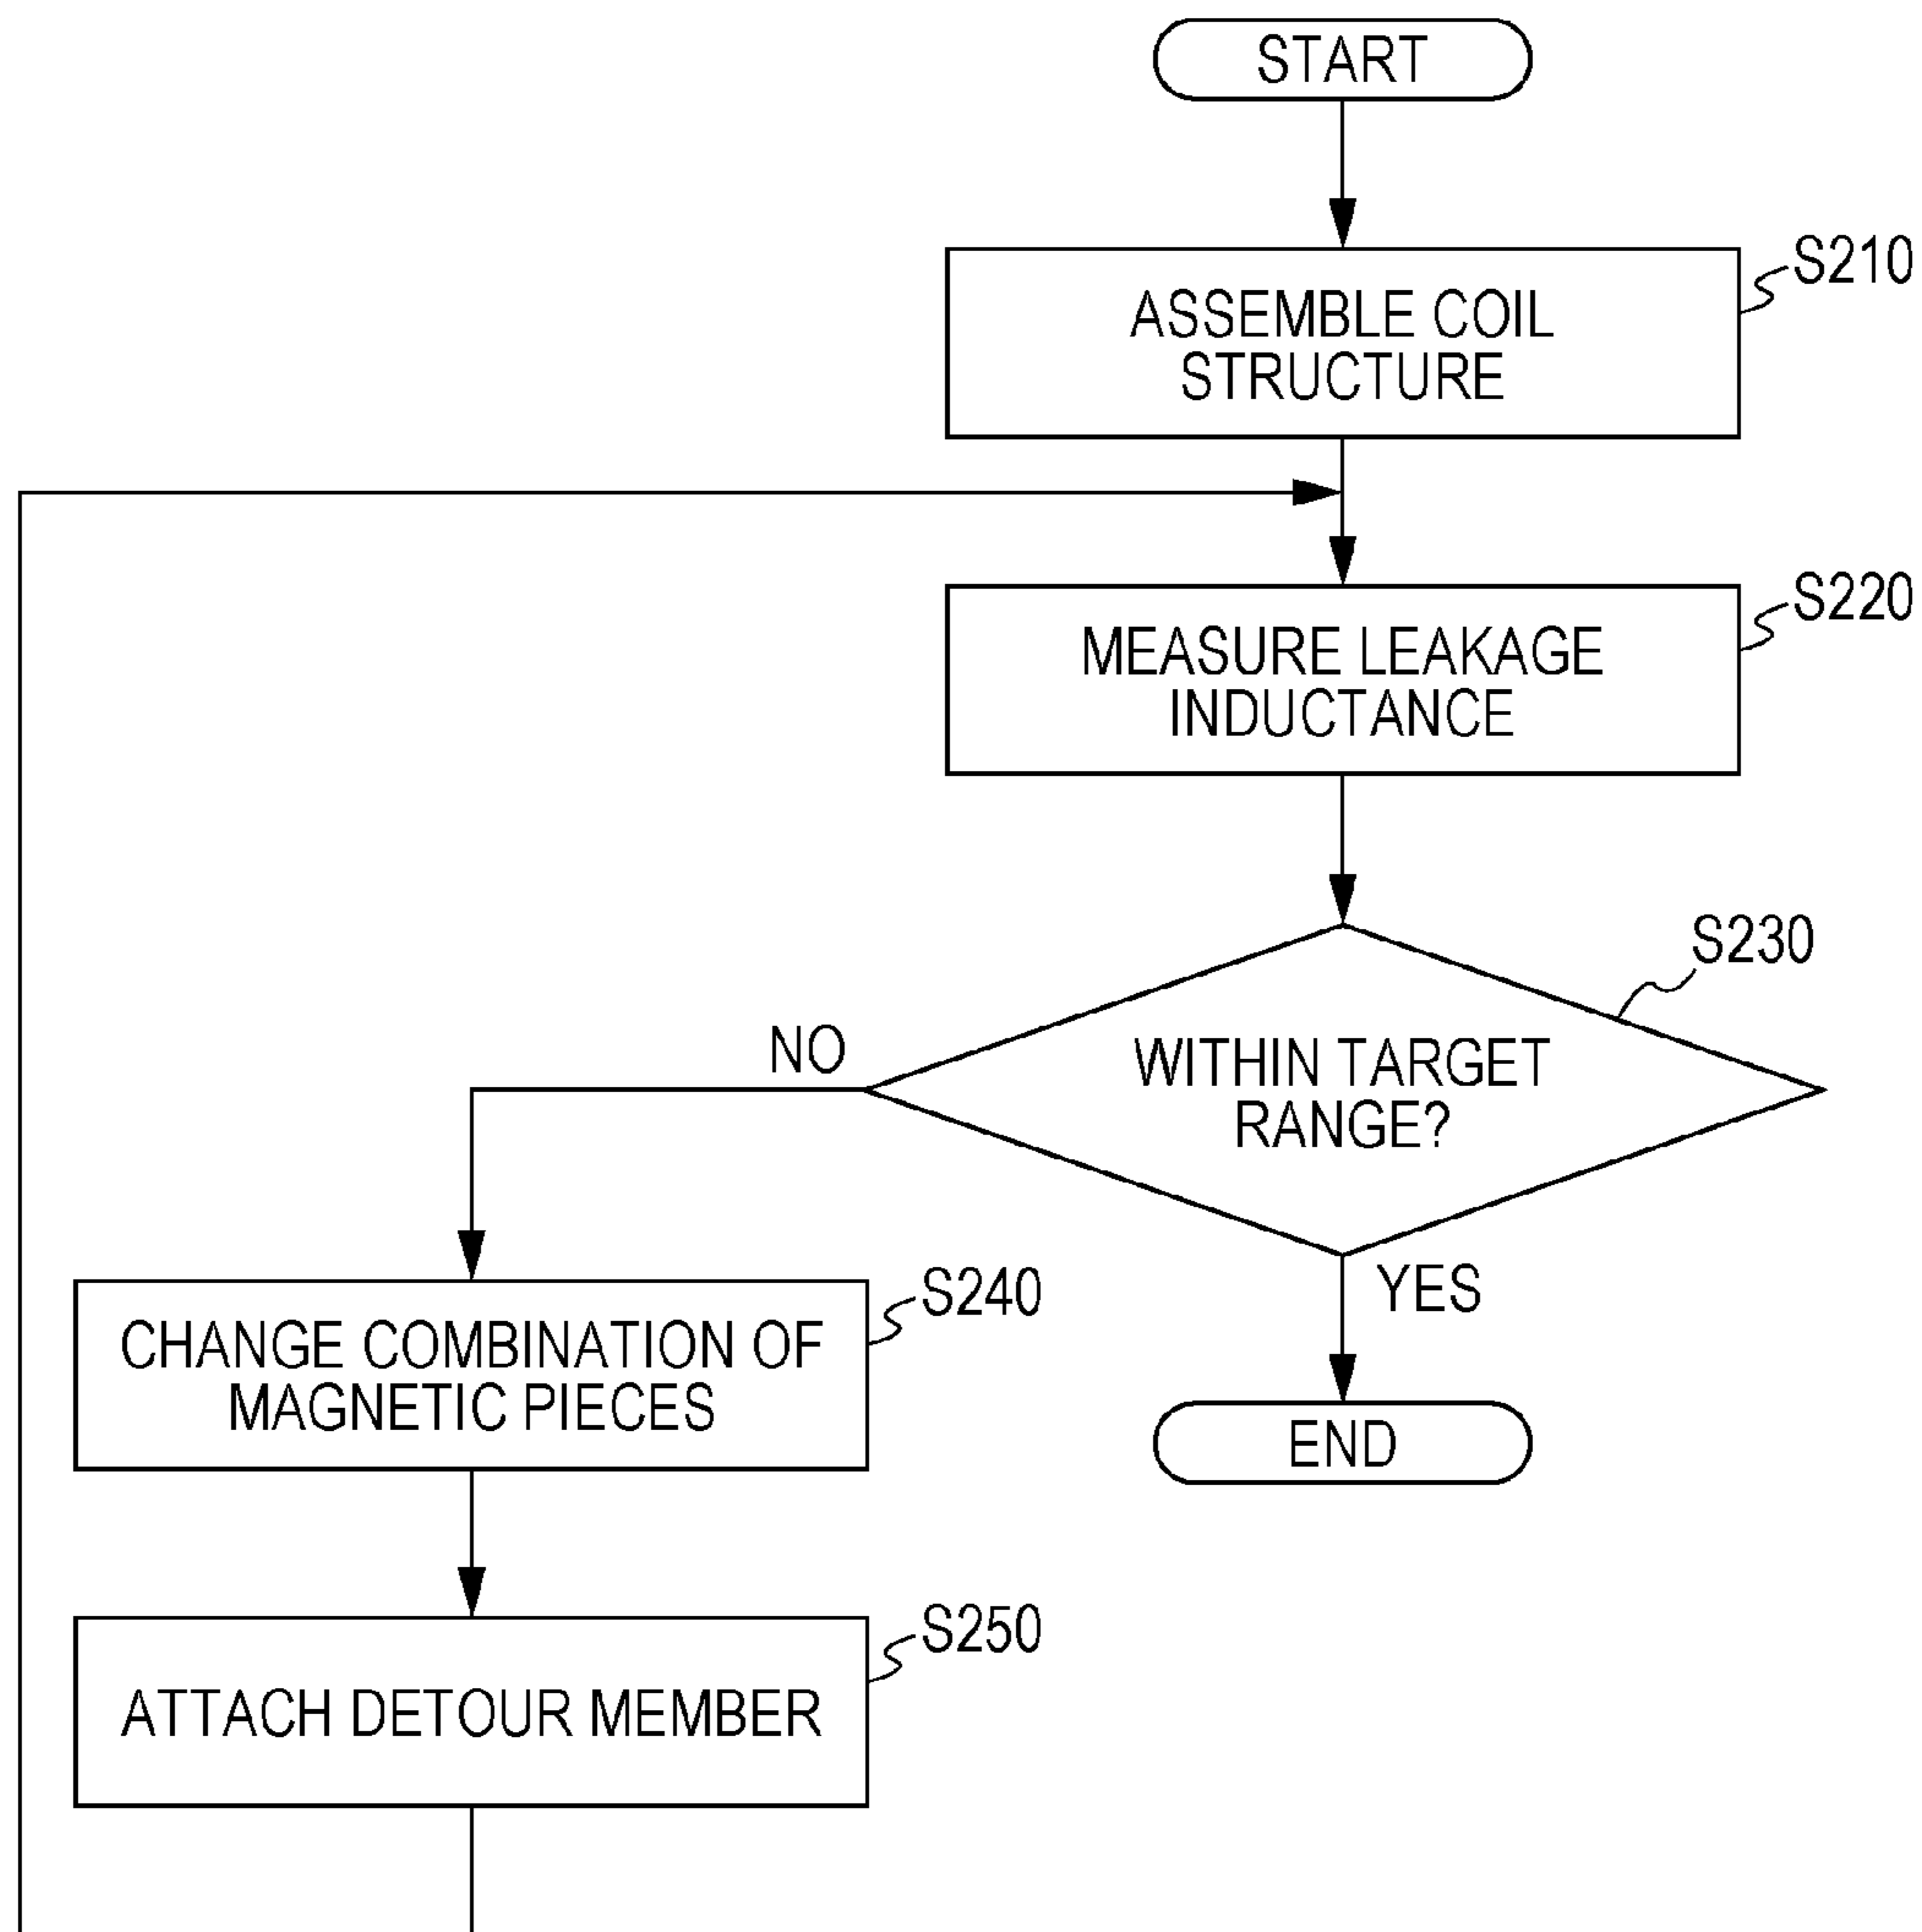 START
S210
ASSEMBLE COIL
STRUCTURE
S220
MEASURE LEAKAGE
INDUCTANCE
S230
NO
WITHIN TARGET
RANGE?
YES
S240
CHANGE COMBINATION OF
MAGNETIC PIECES
END
S250
ATTACH DETOUR MEMBER